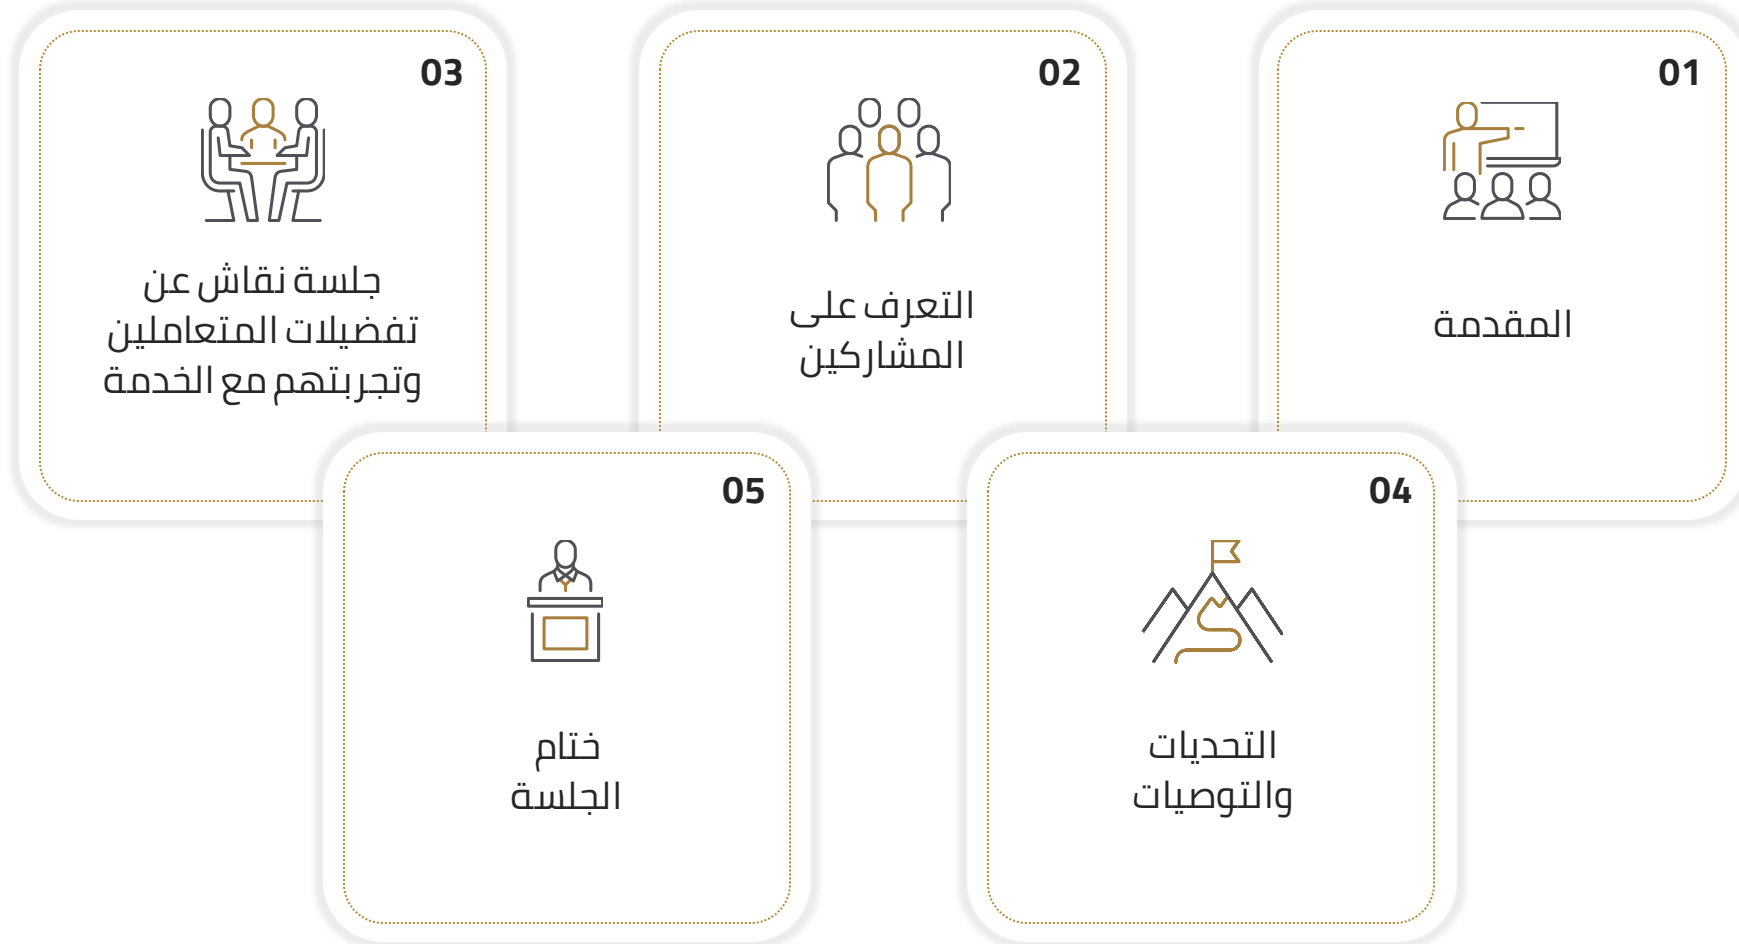 01
المقدمة
02
التعرف على
المشاركين
03
جلسة نقاش عن
تفضيلات المتعاملين
وتجربتهم مع الخدمة
04
التحديات
والتوصيات
05
ختام
الجلسة